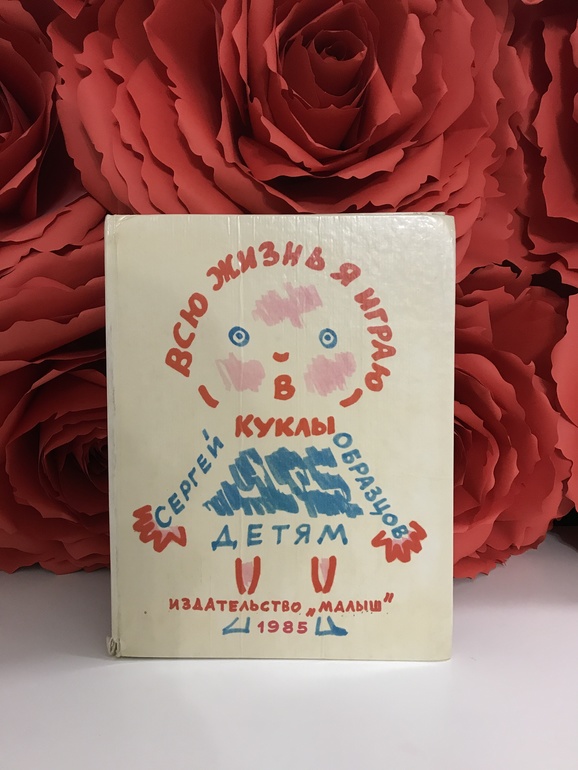 ВСЮ ЖИЗНЬ Я ИГРАЮ
В
КУКЛЫ
СЕРГЕЙ ОБРАЗЦОВ
ДЕТЯМ
ИЗДАТЕЛЬСТВО „МАЛЫШ"
1985